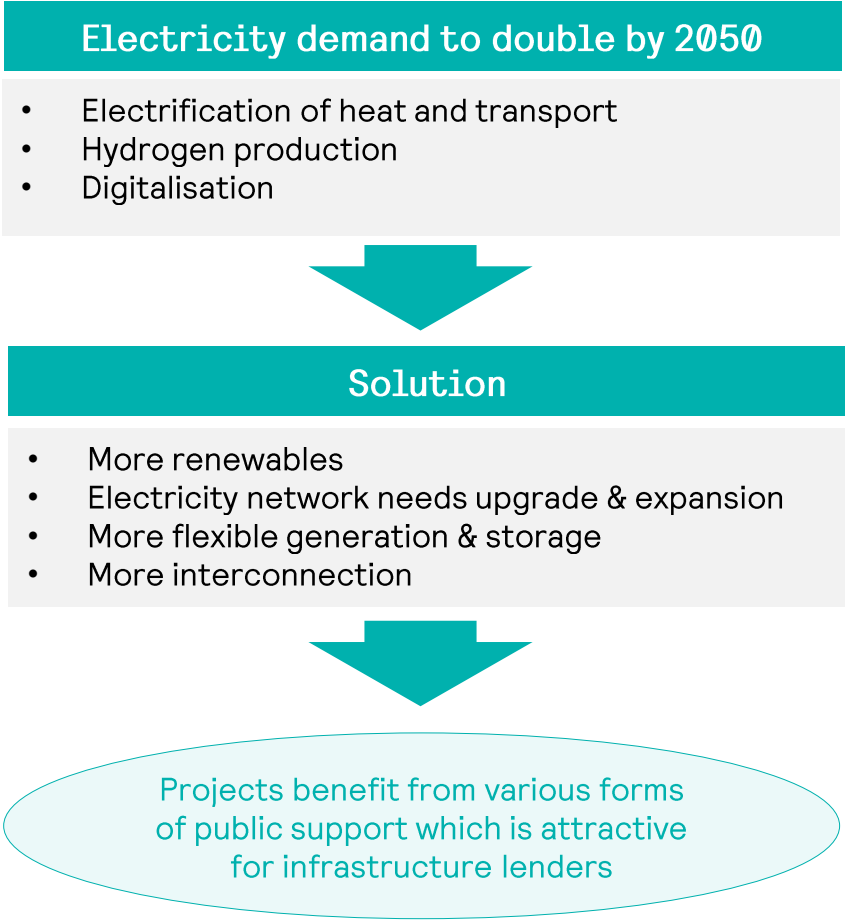 Electricity demand to double by 2050
• Electrification of heat and transport
• Hydrogen production
• Digitalisation
Solution
• More renewables
• Electricity network needs upgrade & expansion
• More flexible generation & storage
• More interconnection
Projects benefit from various forms
of public support which is attractive
for infrastructure lenders